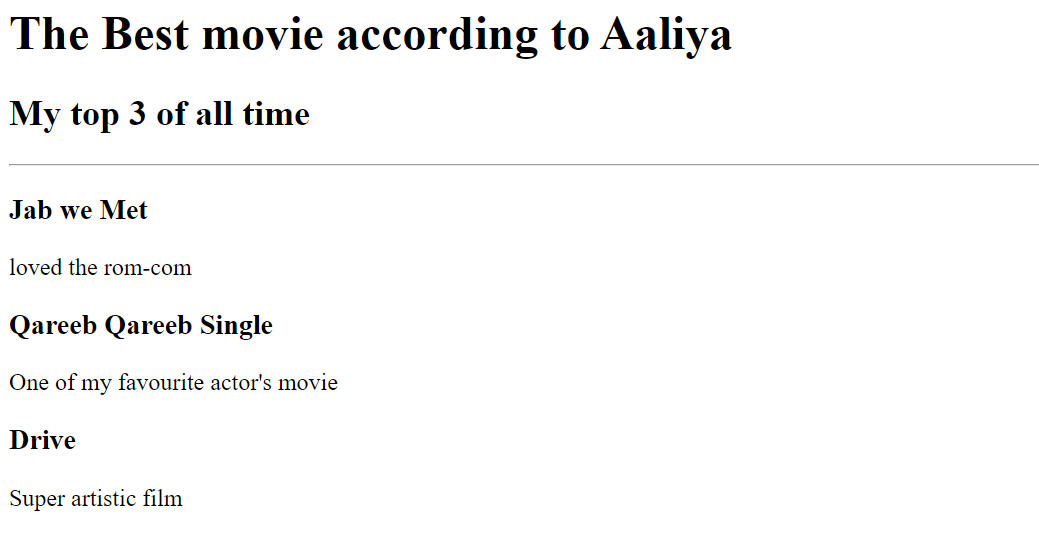 The Best movie according to Aaliya
My top 3 of all time
Jab we Met
loved the rom-com
Qareeb Qareeb Single
One of my favourite actor's movie
Drive
Super artistic film